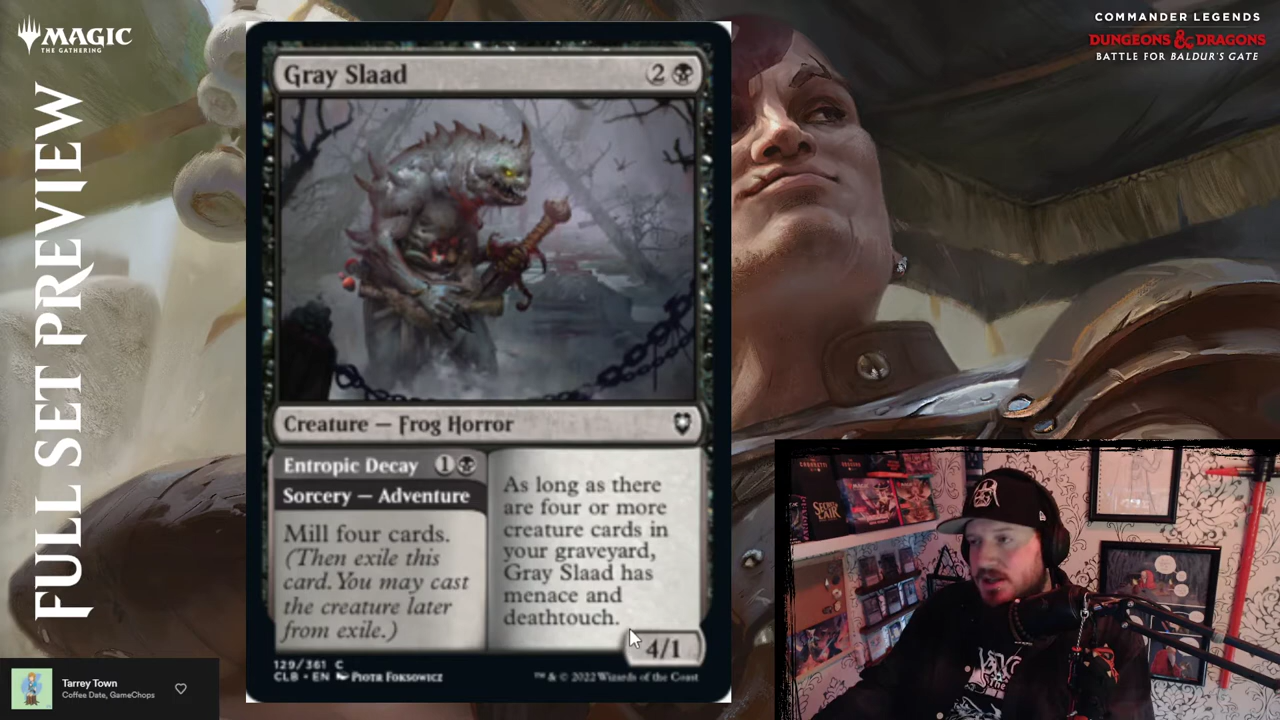 MAGIC
THE GATHERING
FULL SET PREVIEW
COMMANDER LEGENDS
DUNGEONS & DRAGONS
BATTLE FOR BALDUR'S GATE
Gray Slaad 2
Creature — Frog Horror
Entropic Decay 1
Sorcery — Adventure
Mill four cards.
(Then exile this
card. You may cast
the creature later
from exile.)
As long as there
are four or more
creature cards in
your graveyard,
Gray Slaad has
menace and
deathtouch.
4/1
129/361 C
CLB • EN Piotr Foksowicz
™ & © 2022 Wizards of the Coast
SECRET
LAIR
Tarrey Town
Coffee Date, GameChops